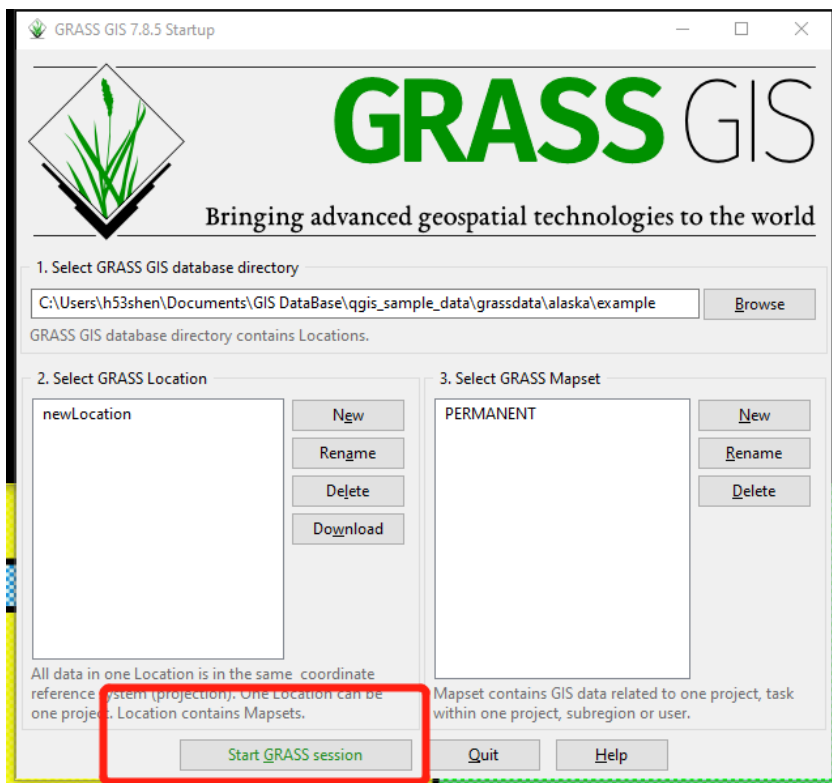 GRASS GIS 7.8.5 Startup
GRASS GIS
Bringing advanced geospatial technologies to the world
1. Select GRASS GIS database directory
C:\Users\h53shen\Documents\GIS DataBase\qgis_sample_data\grassdata\alaska\example
Browse
GRASS GIS database directory contains Locations.
2. Select GRASS Location
newLocation
New
Rename
Delete
Download
All data in one Location is in the same coordinate
reference system (projection). One Location can be
one project. Location contains Mapsets.
3. Select GRASS Mapset
PERMANENT
New
Rename
Delete
Mapset contains GIS data related to one project, task
within one project, subregion or user.
Start GRASS session
Quit
Help